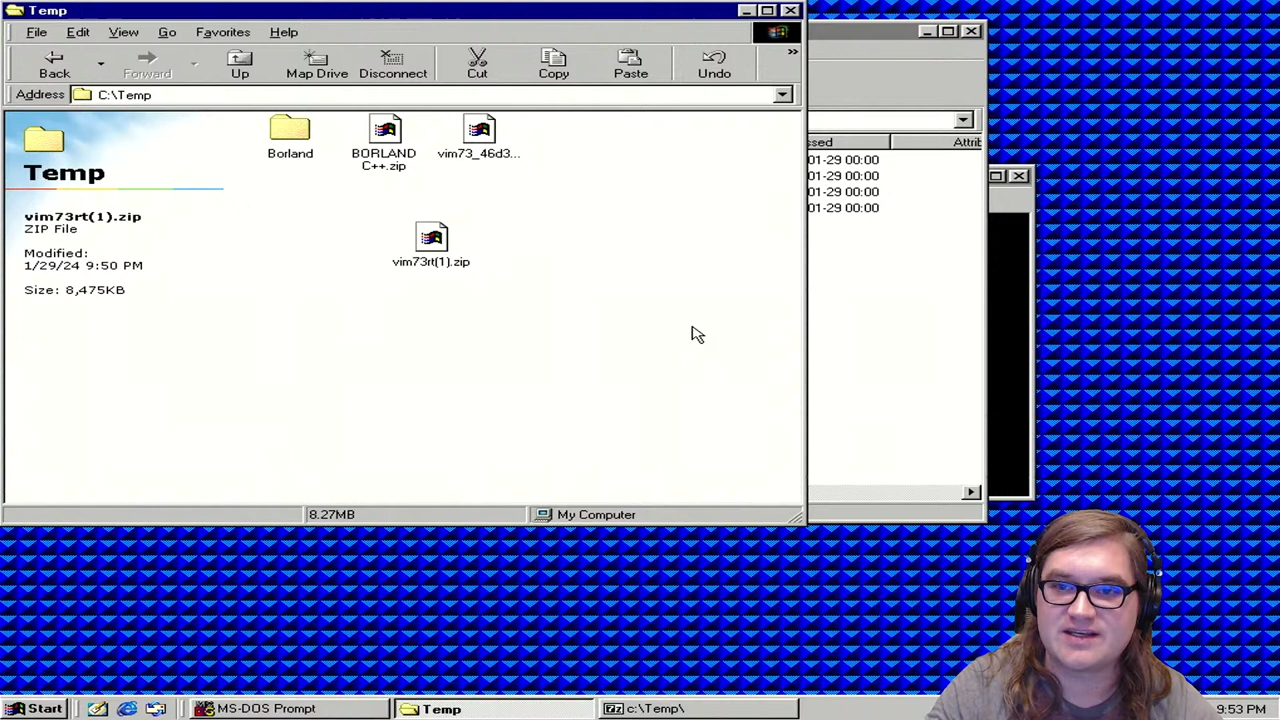 Temp
File Edit View Go Favorites Help
Back Forward Up Map Drive Disconnect Cut Copy Paste Undo »
Address C:\Temp
Temp
vim73rt(1).zip
ZIP File
Modified:
1/29/24 9:50 PM
Size: 8,475KB
Borland
BORLAND
C++.zip
vim73_46d3...
vim73rt(1).zip
8.27MB
My Computer
ssed Attrib
01-29 00:00
01-29 00:00
01-29 00:00
01-29 00:00
Start MS-DOS Prompt Temp 7z c:\Temp\ 9:53 PM